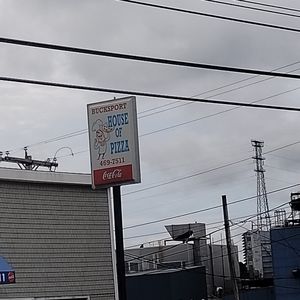 BUCKSPORT
HOUSE
OF
PIZZA
469-7511
Coca-Cola